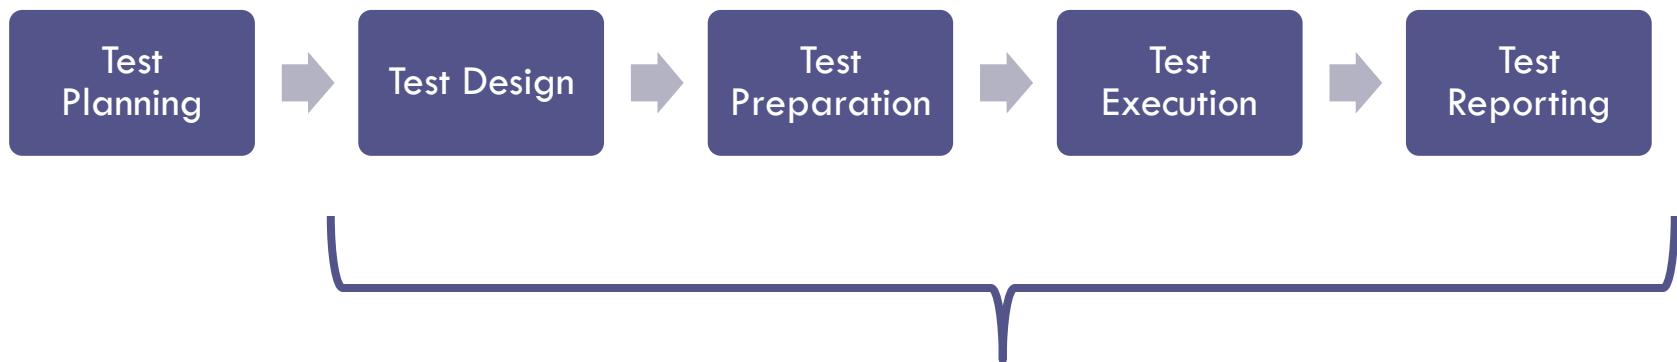 Test
Planning
Test Design
Test
Preparation
Test
Execution
Test
Reporting